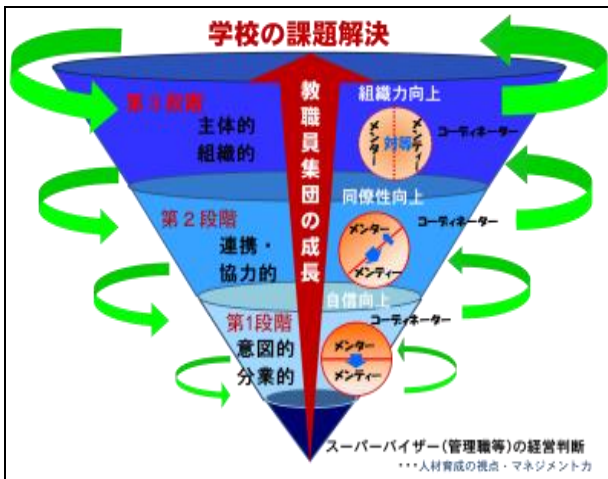 学校の課題解決
教職員集団の成長
第3段階
主体的
組織的
組織力向上
メンター
対等
メンティー
コーディネーター
第2段階
連携・
協力的
同僚性向上
メンター
メンティー
コーディネーター
自信向上
第1段階
意図的
分業的
メンター
メンティー
コーディネーター
スーパーバイザー(管理職等)の経営判断
・・・人材育成の視点・マネジメント力